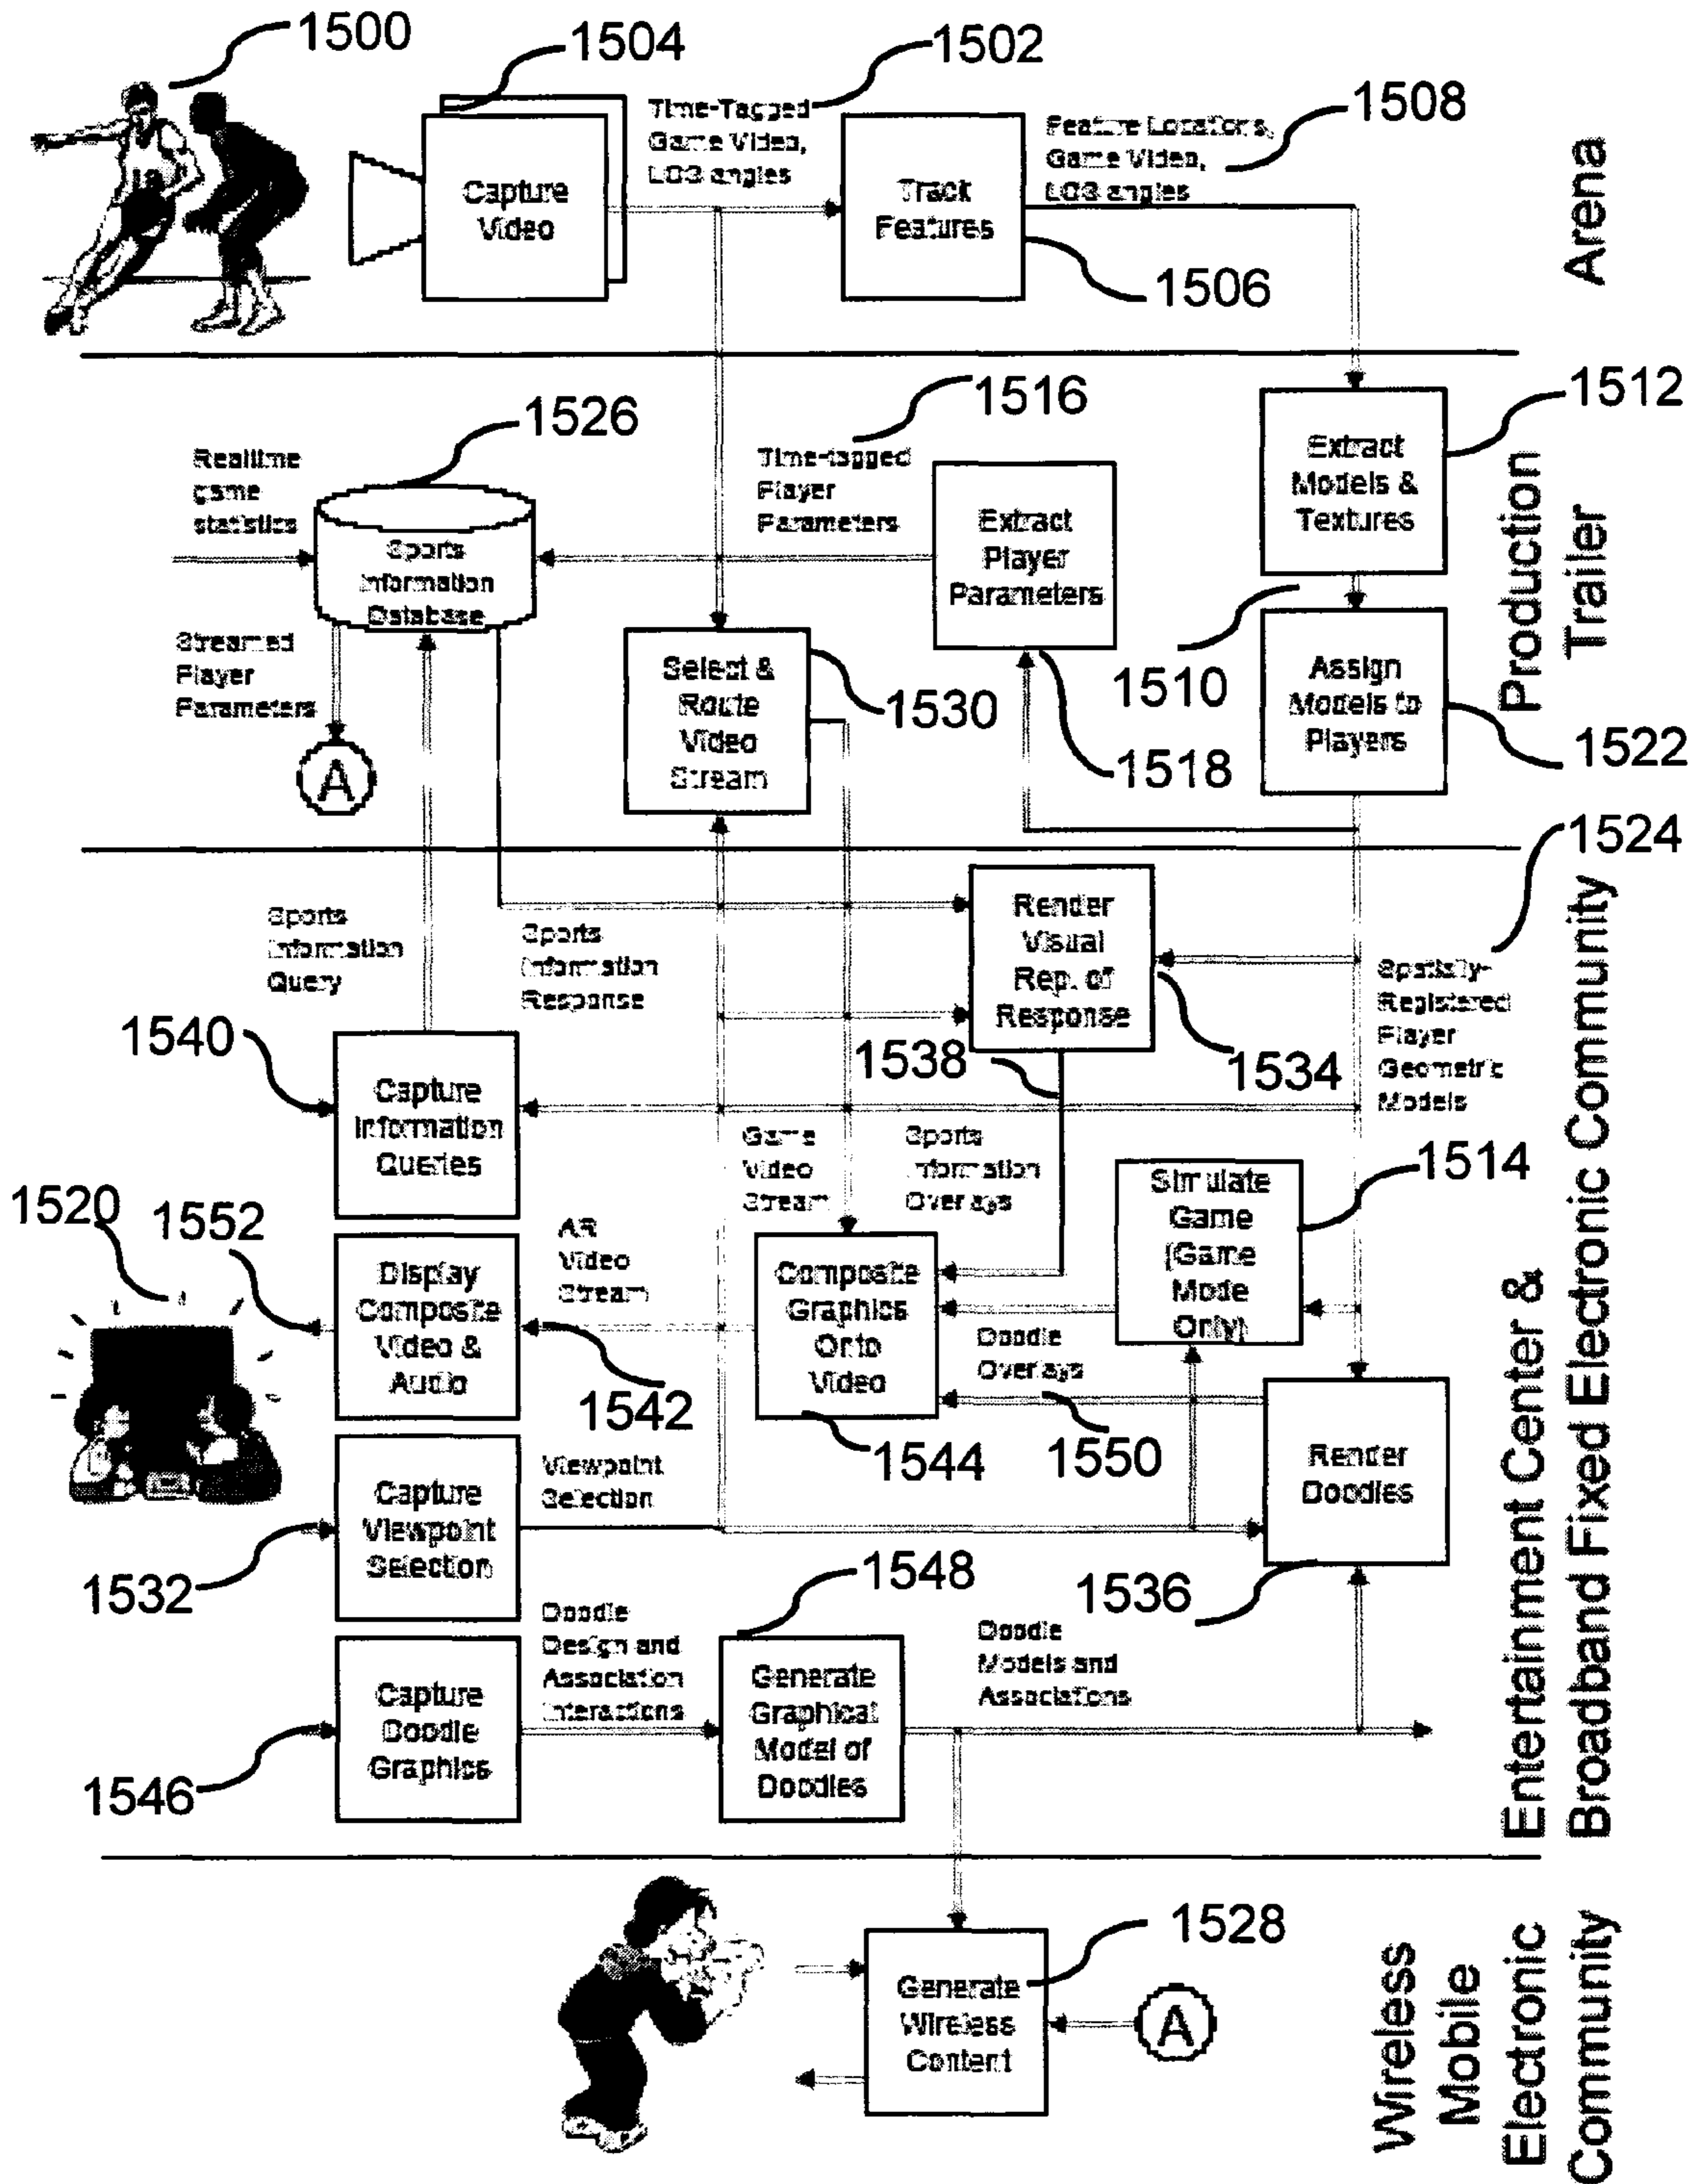 1500
1504
1502
1508
Time-Tagged
Game Video,
LOS angles
Feature Locations,
Game Video,
LOS angles
Capture
Video
Track
Features
1506
Arena
1516
1512
1526
Realtime
game
statistics
Time-tagged
Player
Parameters
Extract
Player
Parameters
Extract
Models &
Textures
Sports
Information
Database
Production
Trailer
Streamed
Player
Parameters
Select &
Route
Video
Stream
1530
1510
1518
Assign
Models to
Players
1522
A
1524
Sports
Information
Query
Sports
Information
Response
Render
Visual
Rep. of
Response
Spatially-
Registered
Player
Geometric
Models
1540
1538
1534
Capture
Information
Queries
Game
Video
Stream
Sports
Information
Overlays
1514
Simulate
Game
(Game
Mode
Only)
1520
1552
AR
Video
Stream
Display
Composite
Video &
Audio
Composite
Graphics
Onto
Video
Doodle
Overlays
1542
1544
1550
Render
Doodles
Viewpoint
Selection
Capture
Viewpoint
Selection
1532
1548
1536
Doodle
Design and
Association
Interactions
Doodle
Models and
Associations
Capture
Doodle
Graphics
Generate
Graphical
Model of
Doodles
1546
Entertainment Center &
Broadband Fixed Electronic Community
1528
Generate
Wireless
Content
A
Wireless
Mobile
Electronic
Community